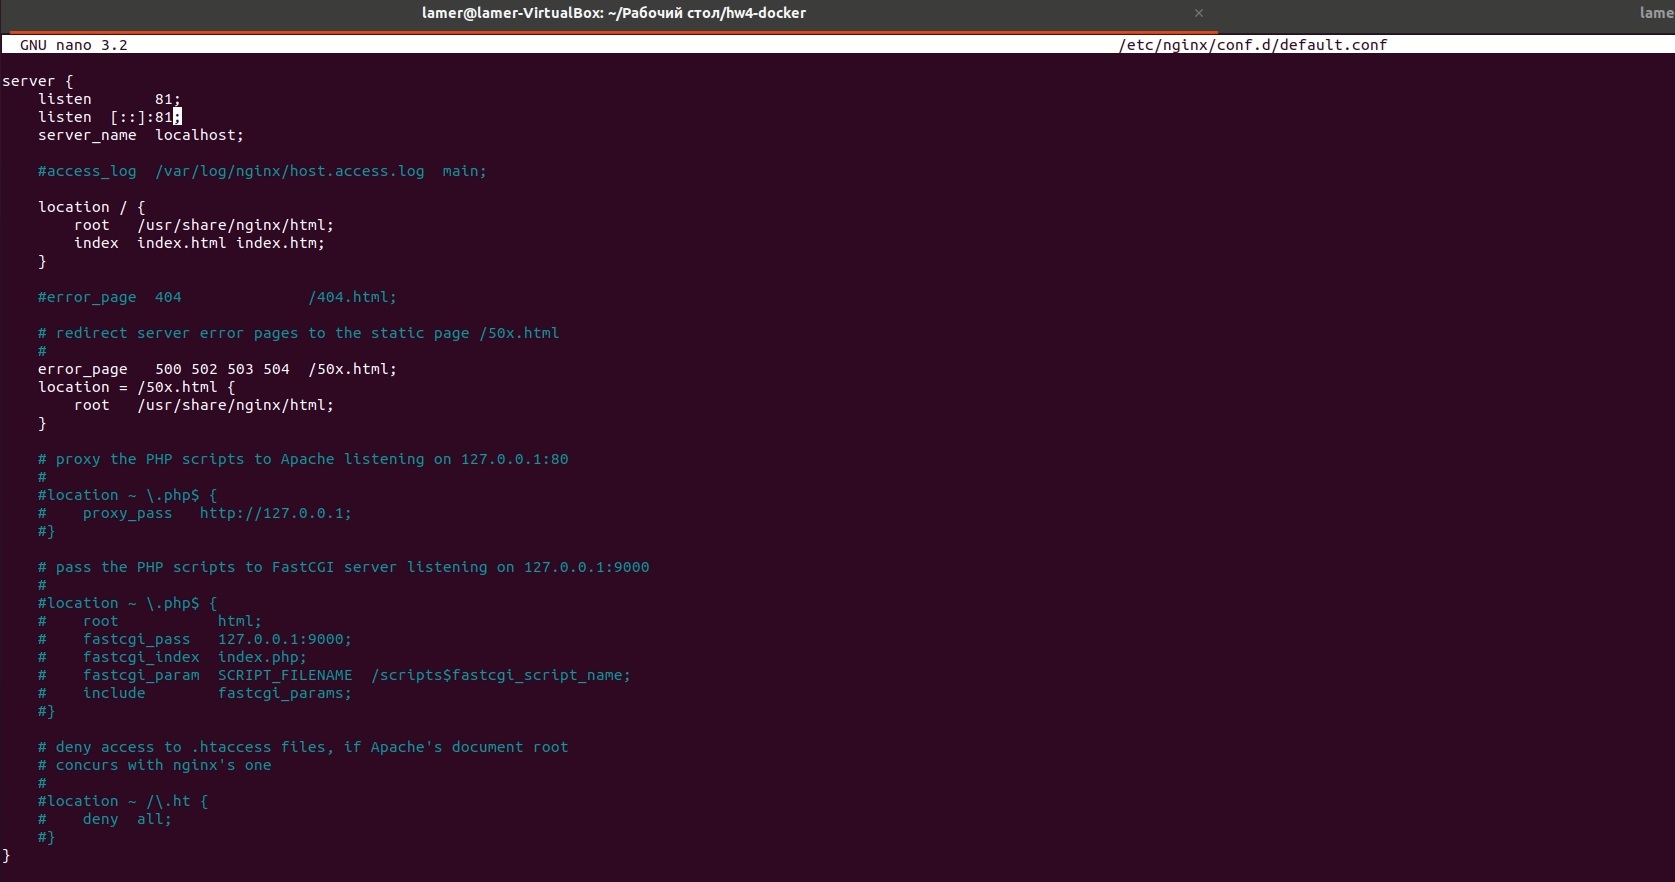 lamer@lamer-VirtualBox: ~/Рабочий стол/hw4-docker × lame
GNU nano 3.2 /etc/nginx/conf.d/default.conf
server {
    listen       81;
    listen  [::]:81;
    server_name  localhost;
    #access_log  /var/log/nginx/host.access.log  main;
    location / {
        root   /usr/share/nginx/html;
        index  index.html index.htm;
    }
    #error_page  404              /404.html;
    # redirect server error pages to the static page /50x.html
    #
    error_page   500 502 503 504  /50x.html;
    location = /50x.html {
        root   /usr/share/nginx/html;
    }
    # proxy the PHP scripts to Apache listening on 127.0.0.1:80
    #
    #location ~ \.php$ {
    #    proxy_pass   http://127.0.0.1;
    #}
    # pass the PHP scripts to FastCGI server listening on 127.0.0.1:9000
    #
    #location ~ \.php$ {
    #    root           html;
    #    fastcgi_pass   127.0.0.1:9000;
    #    fastcgi_index  index.php;
    #    fastcgi_param  SCRIPT_FILENAME  /scripts$fastcgi_script_name;
    #    include        fastcgi_params;
    #}
    # deny access to .htaccess files, if Apache's document root
    # concurs with nginx's one
    #
    #location ~ /\.ht {
    #    deny  all;
    #}
}